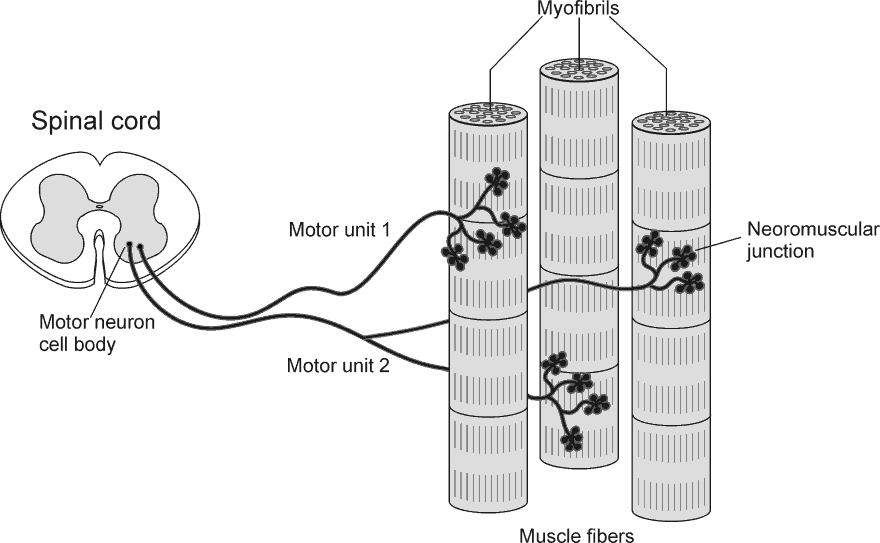 Myofibrils
Spinal cord
Motor unit 1
Neoromuscular
junction
Motor neuron
cell body
Motor unit 2
Muscle fibers